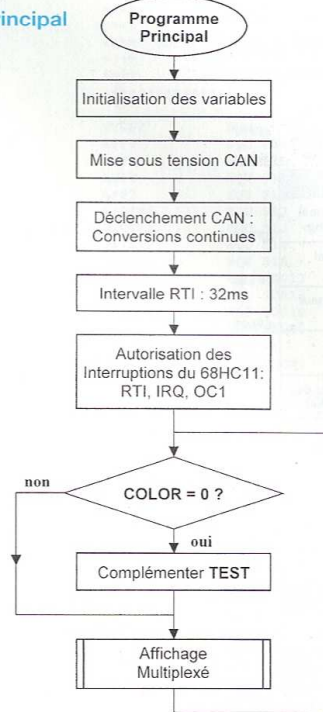 rincipal
Programme
Principal
Initialisation des variables
Mise sous tension CAN
Déclenchement CAN :
Conversions continues
Intervalle RTI : 32ms
Autorisation des
Interruptions du 68HC11:
RTI, IRQ, OC1
non
COLOR = 0 ?
oui
Complémenter TEST
Affichage
Multiplexé